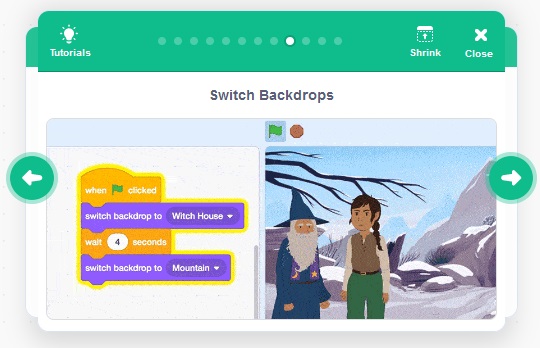 Tutorials
Shrink
Close
Switch Backdrops
when clicked
switch backdrop to Witch House
wait 4 seconds
switch backdrop to Mountain